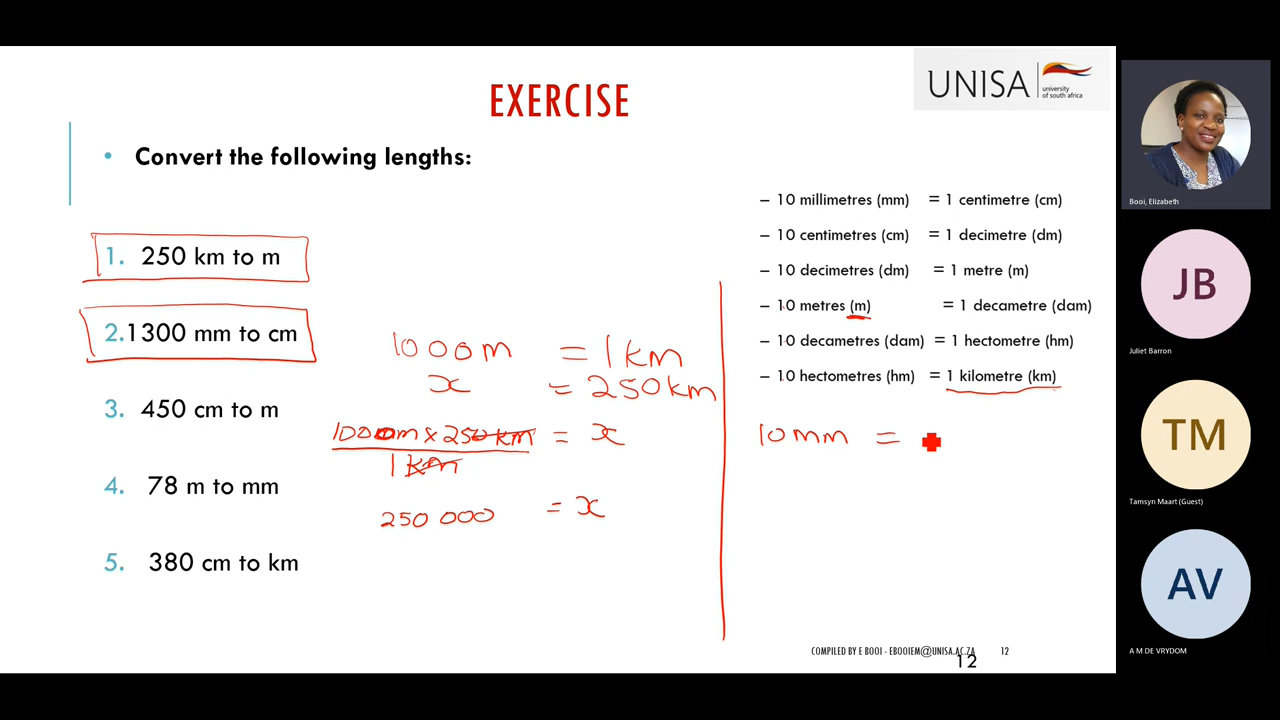 EXERCISE
UNISA
university
of south africa
• Convert the following lengths:
1. 250 km to m
2. 1300 mm to cm
3. 450 cm to m
4. 78 m to mm
5. 380 cm to km
1000m = 1km
x = 250km
1000m x 250 km = x
1km
250 000 = x
– 10 millimetres (mm) = 1 centimetre (cm)
– 10 centimetres (cm) = 1 decimetre (dm)
– 10 decimetres (dm) = 1 metre (m)
– 10 metres (m) = 1 decametre (dam)
– 10 decametres (dam) = 1 hectometre (hm)
– 10 hectometres (hm) = 1 kilometre (km)
10mm =
COMPILED BY E BOOI - EBOOIEM@UNISA.AC.ZA 12
12
Booi, Elizabeth
JB
Juliet Barron
TM
Tamsyn Maart (Guest)
AV
A M DE VRYDOM